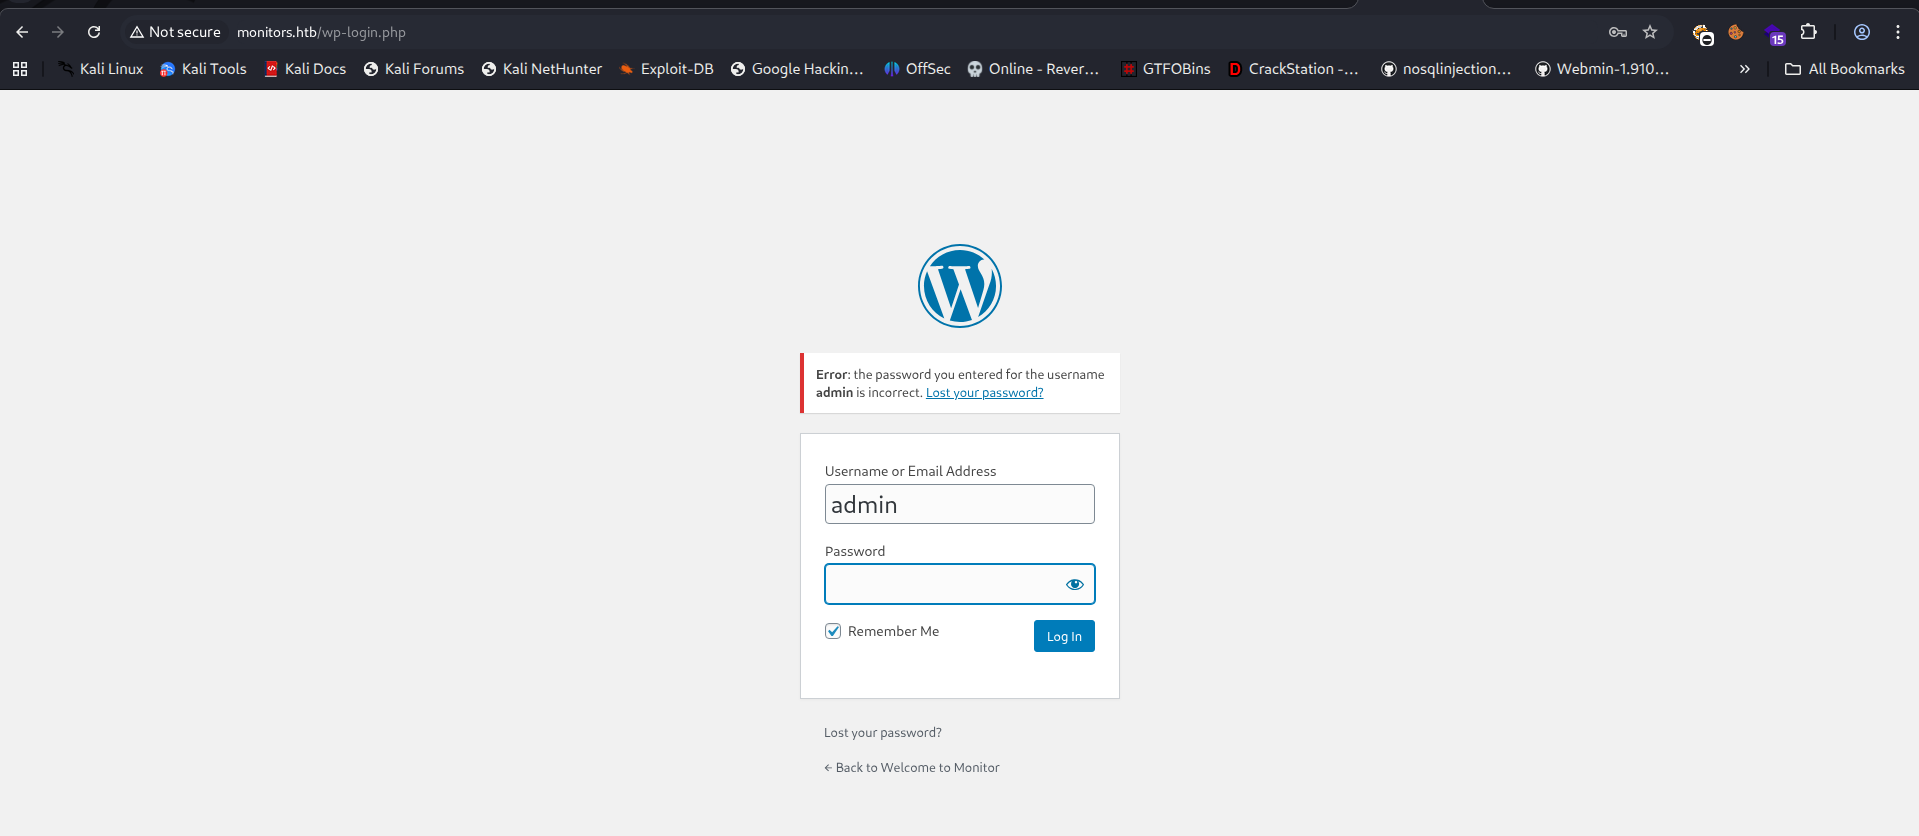 Not secure monitors.htb/wp-login.php
15
Kali Linux Kali Tools Kali Docs Kali Forums Kali NetHunter Exploit-DB Google Hackin... OffSec Online - Rever... GTFOBins CrackStation -... nosqlinjection... Webmin-1.910... » All Bookmarks
Error: the password you entered for the username
admin is incorrect. Lost your password?
Username or Email Address
admin
Password
Remember Me Log In
Lost your password?
← Back to Welcome to Monitor